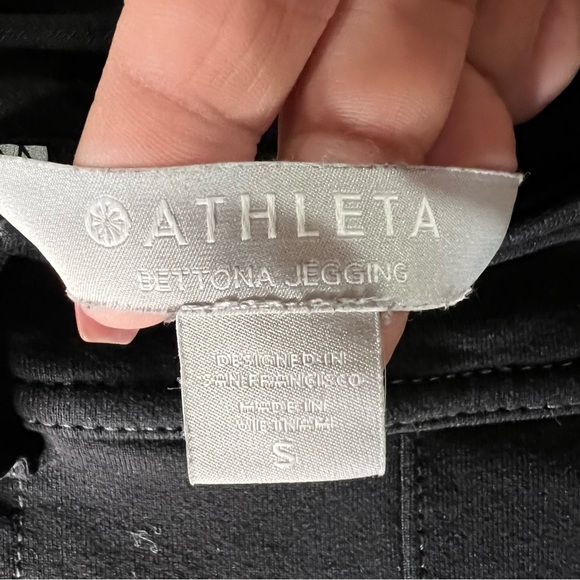 ATHLETA
BETTONA JEGGING
DESIGNED IN
SAN FRANCISCO
MADE IN
VIETNAM
S